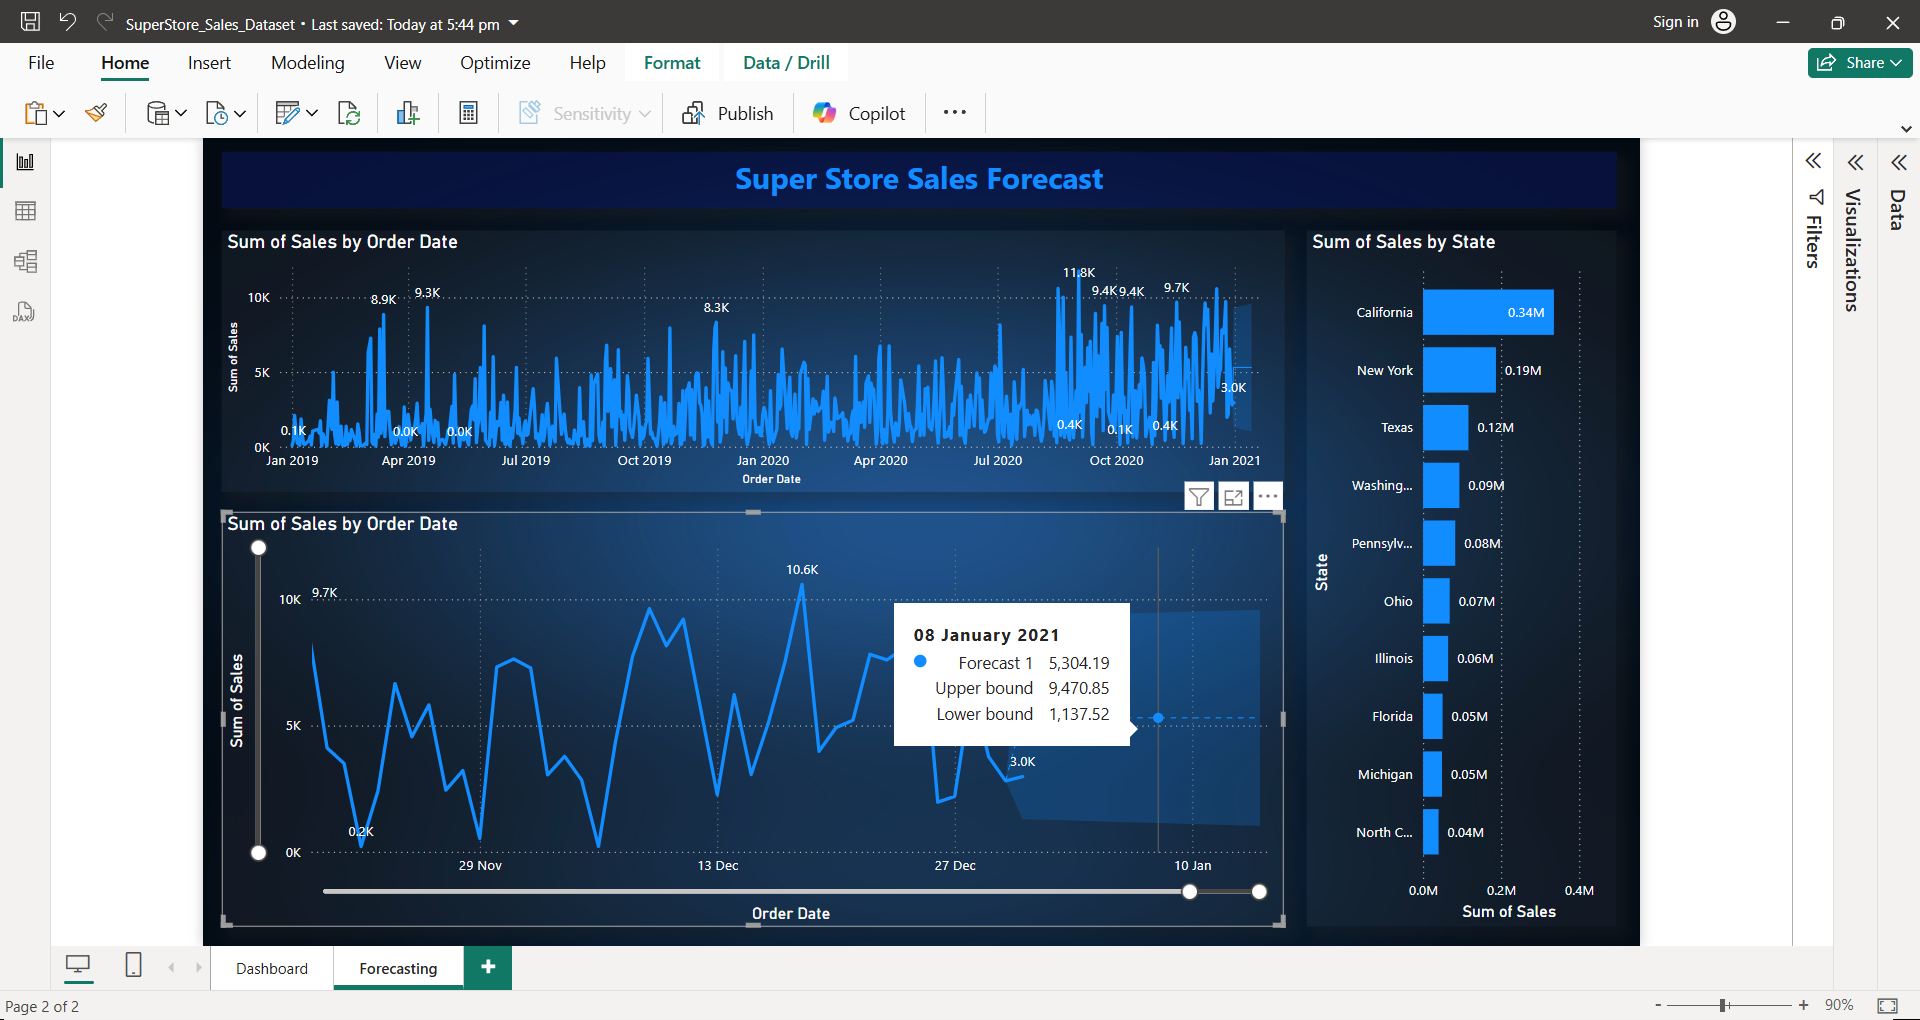 SuperStore_Sales_Dataset • Last saved: Today at 5:44 pm
Sign in
File Home Insert Modeling View Optimize Help Format Data / Drill
Share
Sensitivity Publish Copilot
Super Store Sales Forecast
Sum of Sales by Order Date
11.8K
8.9K 9.3K 8.3K 9.4K 9.4K 9.7K
10K
5K
3.0K
0.1K 0.0K 0.0K 0.4K 0.1K 0.4K
0K
Jan 2019 Apr 2019 Jul 2019 Oct 2019 Jan 2020 Apr 2020 Jul 2020 Oct 2020 Jan 2021
Order Date
Sum of Sales
Sum of Sales by Order Date
10.6K
10K 9.7K
5K
3.0K
0.2K
0K
29 Nov 13 Dec 27 Dec 10 Jan
Order Date
Sum of Sales
08 January 2021
Forecast 1 5,304.19
Upper bound 9,470.85
Lower bound 1,137.52
Sum of Sales by State
California 0.34M
New York 0.19M
Texas 0.12M
Washing... 0.09M
Pennsylv... 0.08M
Ohio 0.07M
Illinois 0.06M
Florida 0.05M
Michigan 0.05M
North C... 0.04M
0.0M 0.2M 0.4M
Sum of Sales
State
Filters
Visualizations
Data
DAX
Dashboard Forecasting +
Page 2 of 2
- + 90%